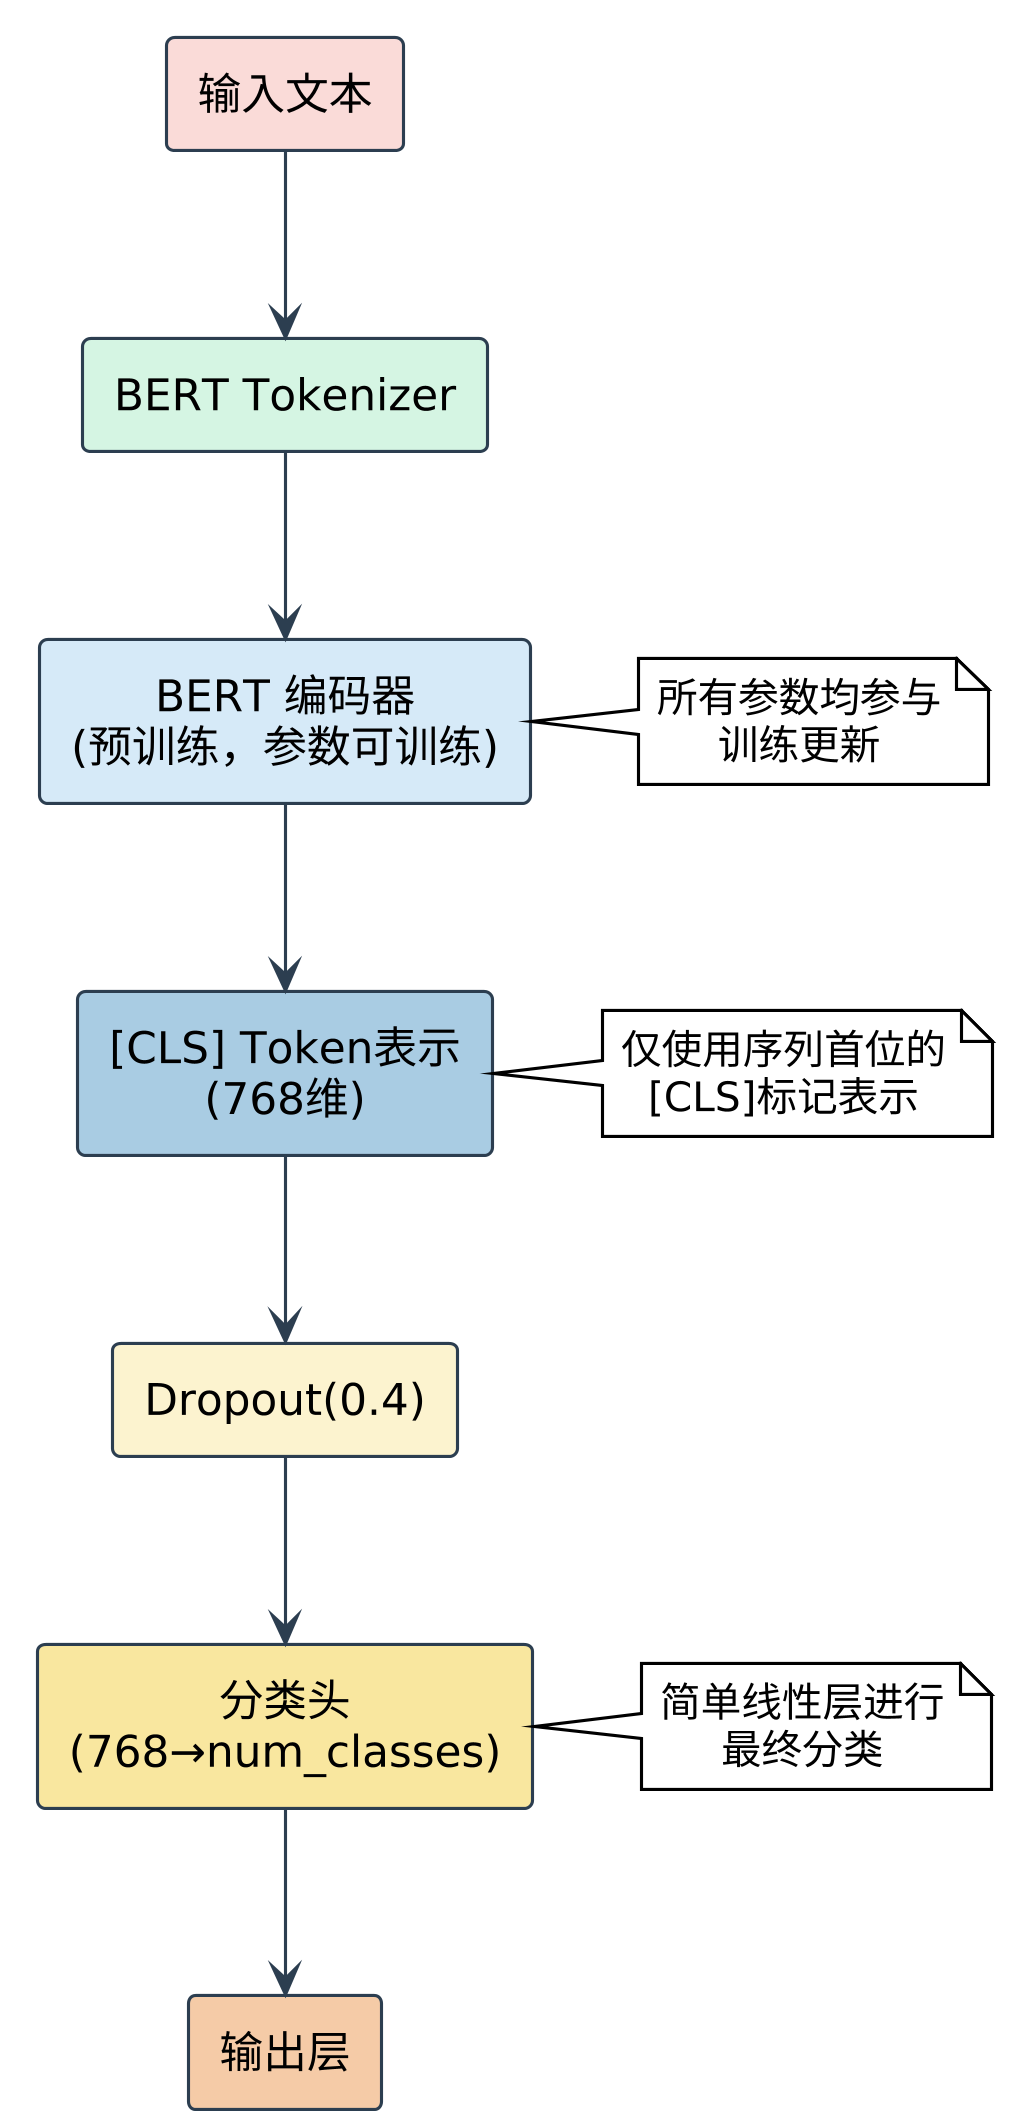 输入文本
BERT Tokenizer
BERT 编码器
(预训练，参数可训练)
所有参数均参与
训练更新
[CLS] Token表示
(768维)
仅使用序列首位的
[CLS]标记表示
Dropout(0.4)
分类头
(768→num_classes)
简单线性层进行
最终分类
输出层